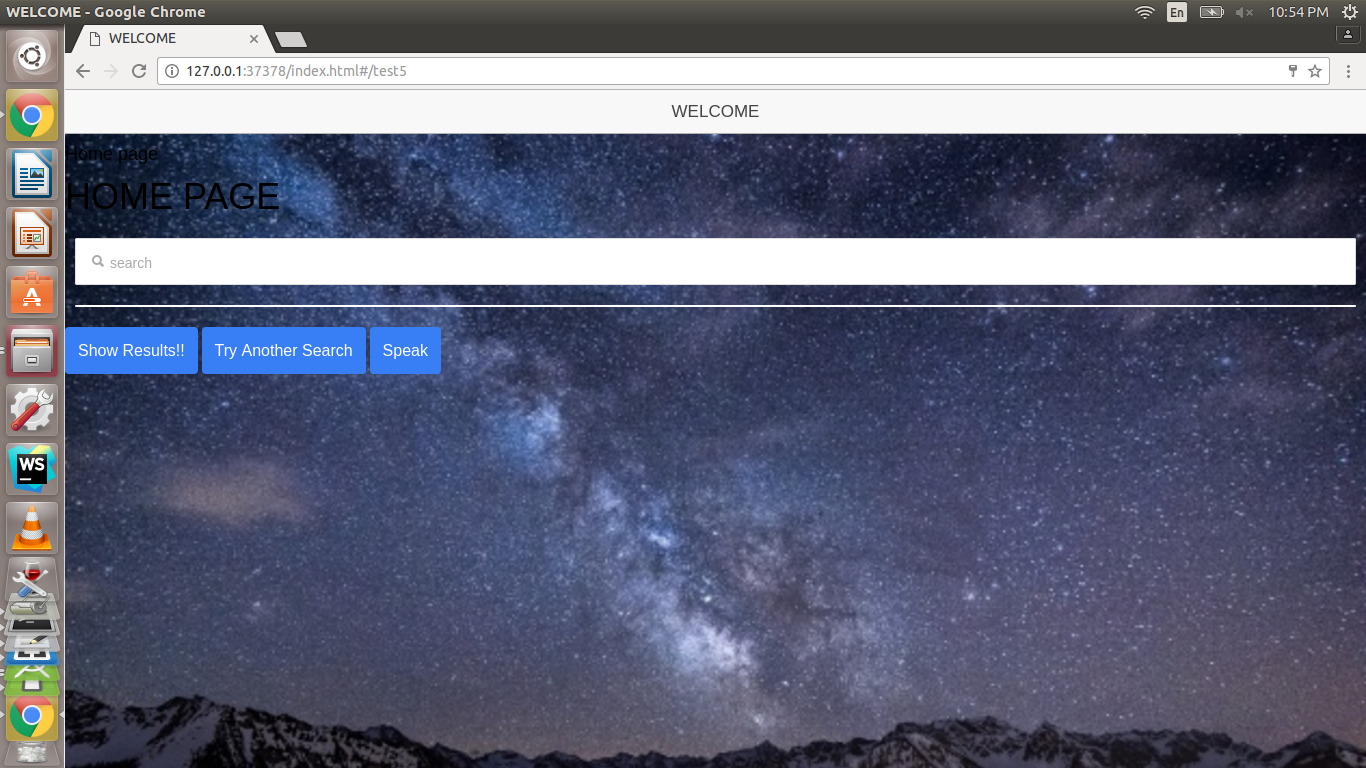 WELCOME - Google Chrome
En
10:54 PM
WELCOME
127.0.0.1:37378/index.html#/test5
WELCOME
Home page
HOME PAGE
search
Show Results!! Try Another Search Speak
WS